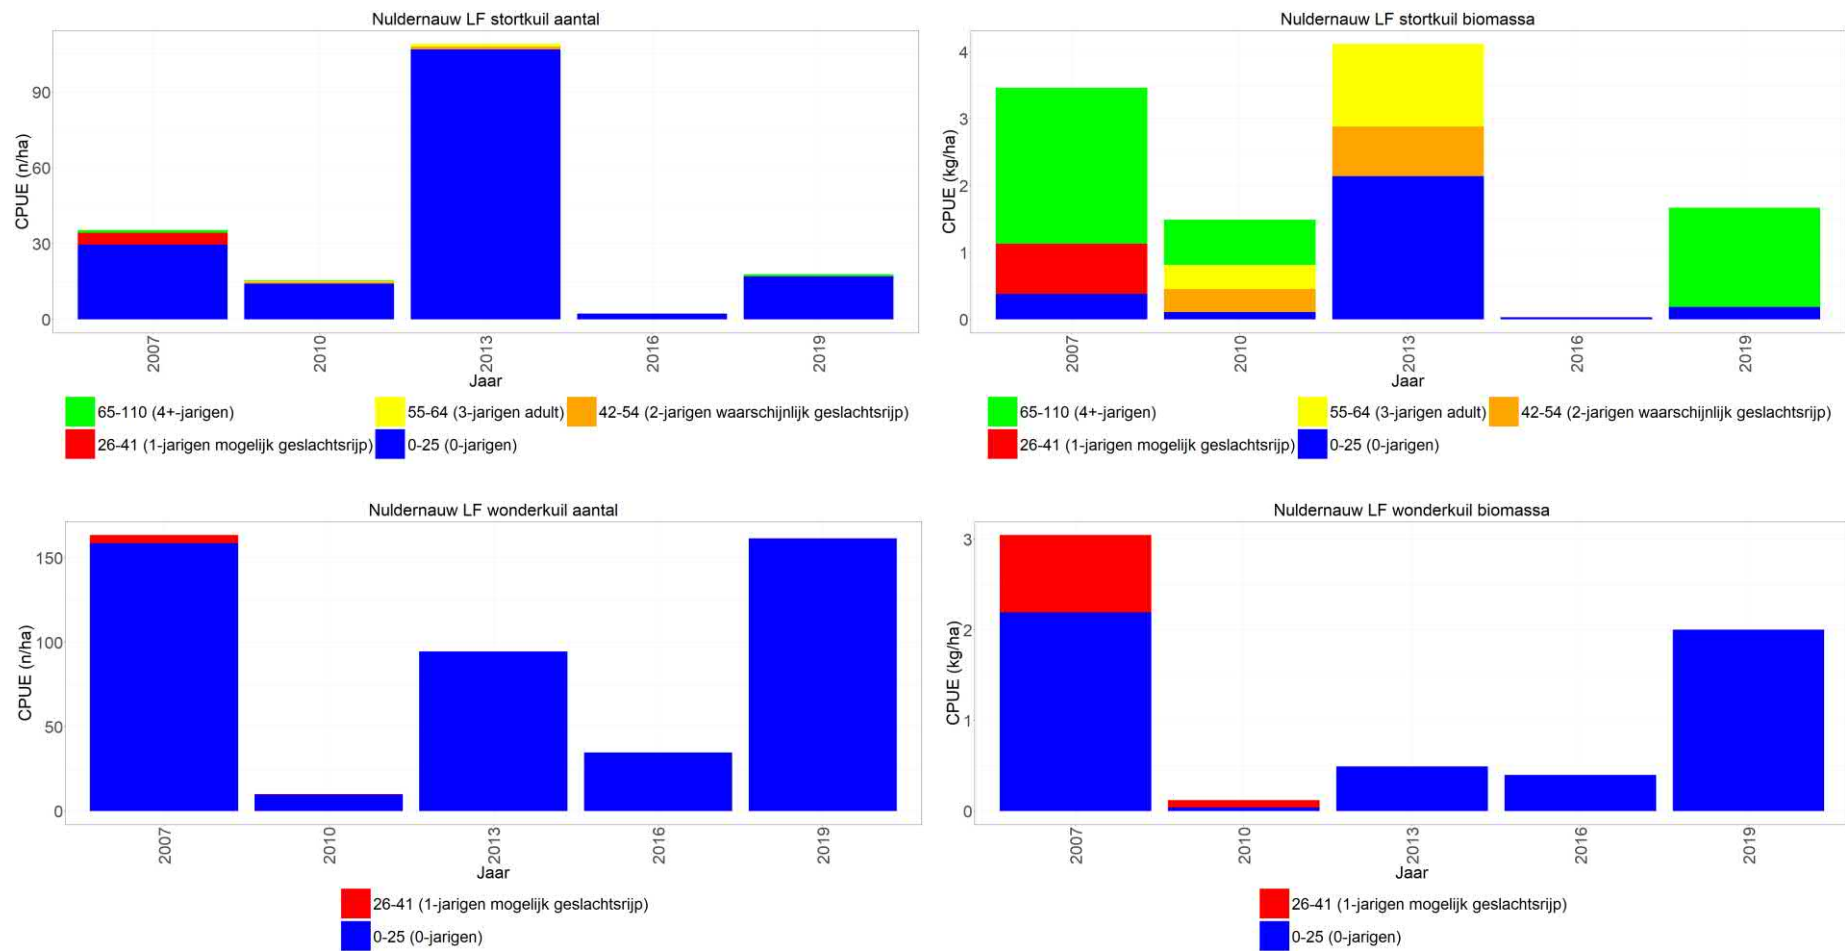 Nuldernauw LF stortkuil aantal
CPUE (n/ha)
90
60
30
0
2007
2010
2013
2016
2019
Jaar
65-110 (4+-jarigen)
55-64 (3-jarigen adult)
42-54 (2-jarigen waarschijnlijk geslachtsrijp)
26-41 (1-jarigen mogelijk geslachtsrijp)
0-25 (0-jarigen)
Nuldernauw LF stortkuil biomassa
CPUE (kg/ha)
4
3
2
1
0
2007
2010
2013
2016
2019
Jaar
65-110 (4+-jarigen)
55-64 (3-jarigen adult)
42-54 (2-jarigen waarschijnlijk geslachtsrijp)
26-41 (1-jarigen mogelijk geslachtsrijp)
0-25 (0-jarigen)
Nuldernauw LF wonderkuil aantal
CPUE (n/ha)
150
100
50
0
2007
2010
2013
2016
2019
Jaar
26-41 (1-jarigen mogelijk geslachtsrijp)
0-25 (0-jarigen)
Nuldernauw LF wonderkuil biomassa
CPUE (kg/ha)
3
2
1
0
2007
2010
2013
2016
2019
Jaar
26-41 (1-jarigen mogelijk geslachtsrijp)
0-25 (0-jarigen)